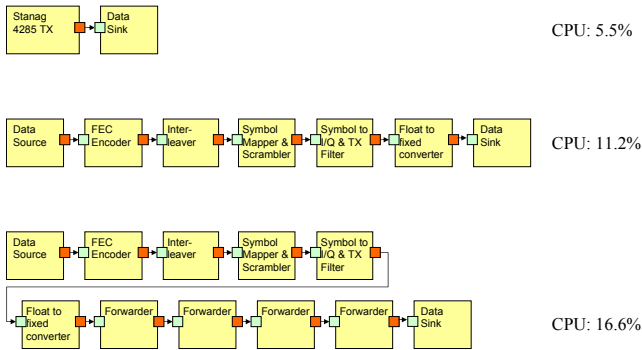 Stanag
4285 TX
Data
Sink
CPU: 5.5%
Data
Source
FEC
Encoder
Inter-
leaver
Symbol
Mapper &
Scrambler
Symbol to
I/Q & TX
Filter
Float to
fixed
converter
Data
Sink
CPU: 11.2%
Data
Source
FEC
Encoder
Inter-
leaver
Symbol
Mapper &
Scrambler
Symbol to
I/Q & TX
Filter
Float to
fixed
converter
Forwarder
Forwarder
Forwarder
Forwarder
Data
Sink
CPU: 16.6%